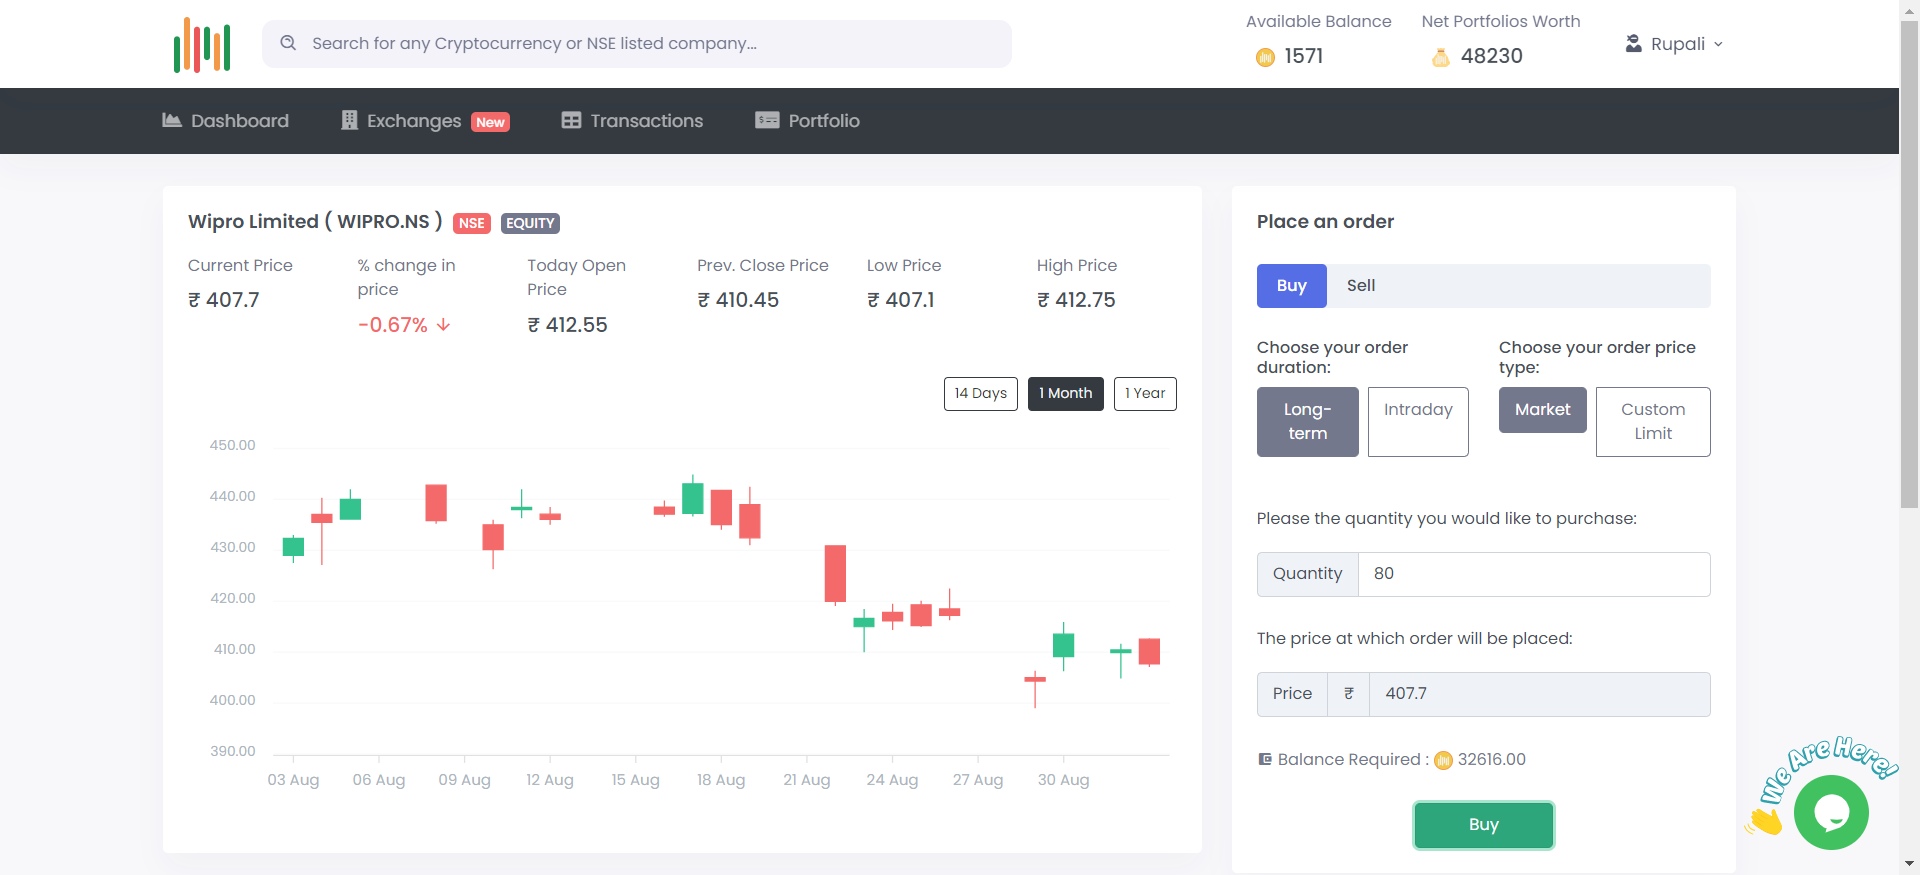 Search for any Cryptocurrency or NSE listed company...
Available Balance
1571
Net Portfolios Worth
48230
Rupali
Dashboard
Exchanges New
Transactions
Portfolio
Wipro Limited ( WIPRO.NS ) NSE EQUITY
Current Price
₹ 407.7
% change in
price
-0.67% ↓
Today Open
Price
₹ 412.55
Prev. Close Price
₹ 410.45
Low Price
₹ 407.1
High Price
₹ 412.75
14 Days
1 Month
1 Year
450.00
440.00
430.00
420.00
410.00
400.00
390.00
03 Aug
06 Aug
09 Aug
12 Aug
15 Aug
18 Aug
21 Aug
24 Aug
27 Aug
30 Aug
Place an order
Buy
Sell
Choose your order
duration:
Long-
term
Intraday
Choose your order price
type:
Market
Custom
Limit
Please the quantity you would like to purchase:
Quantity 80
The price at which order will be placed:
Price ₹ 407.7
Balance Required : 32616.00
Buy
We Are Here!